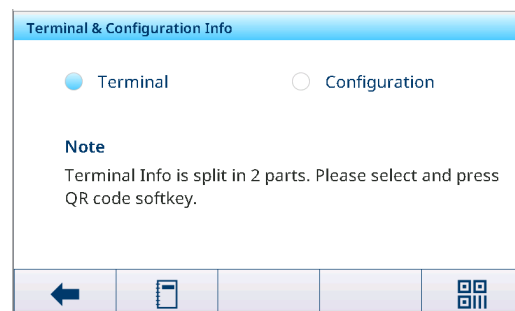 Terminal & Configuration Info
Terminal
Configuration
Note
Terminal Info is split in 2 parts. Please select and press
QR code softkey.